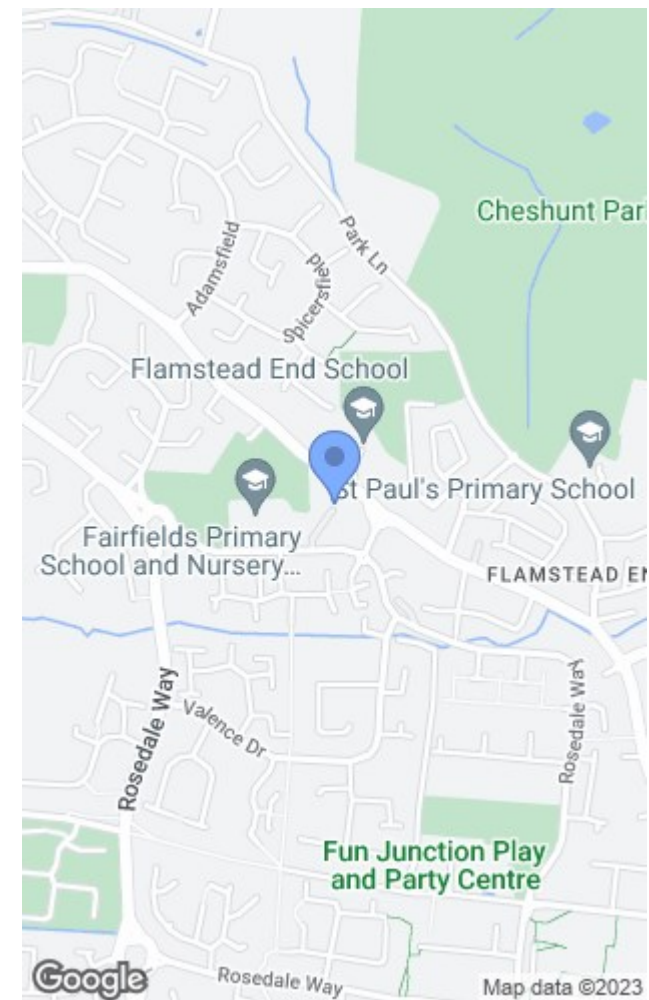 Cheshunt Par
Park Ln
Adamsfield
Spicersfield
Flamstead End School
St Paul's Primary School
Fairfields Primary
School and Nursery...
FLAMSTEAD EN
Rosedale Way
Valence Dr
Rosedale Way
Fun Junction Play
and Party Centre
Rosedale Way
Google
Map data ©2023